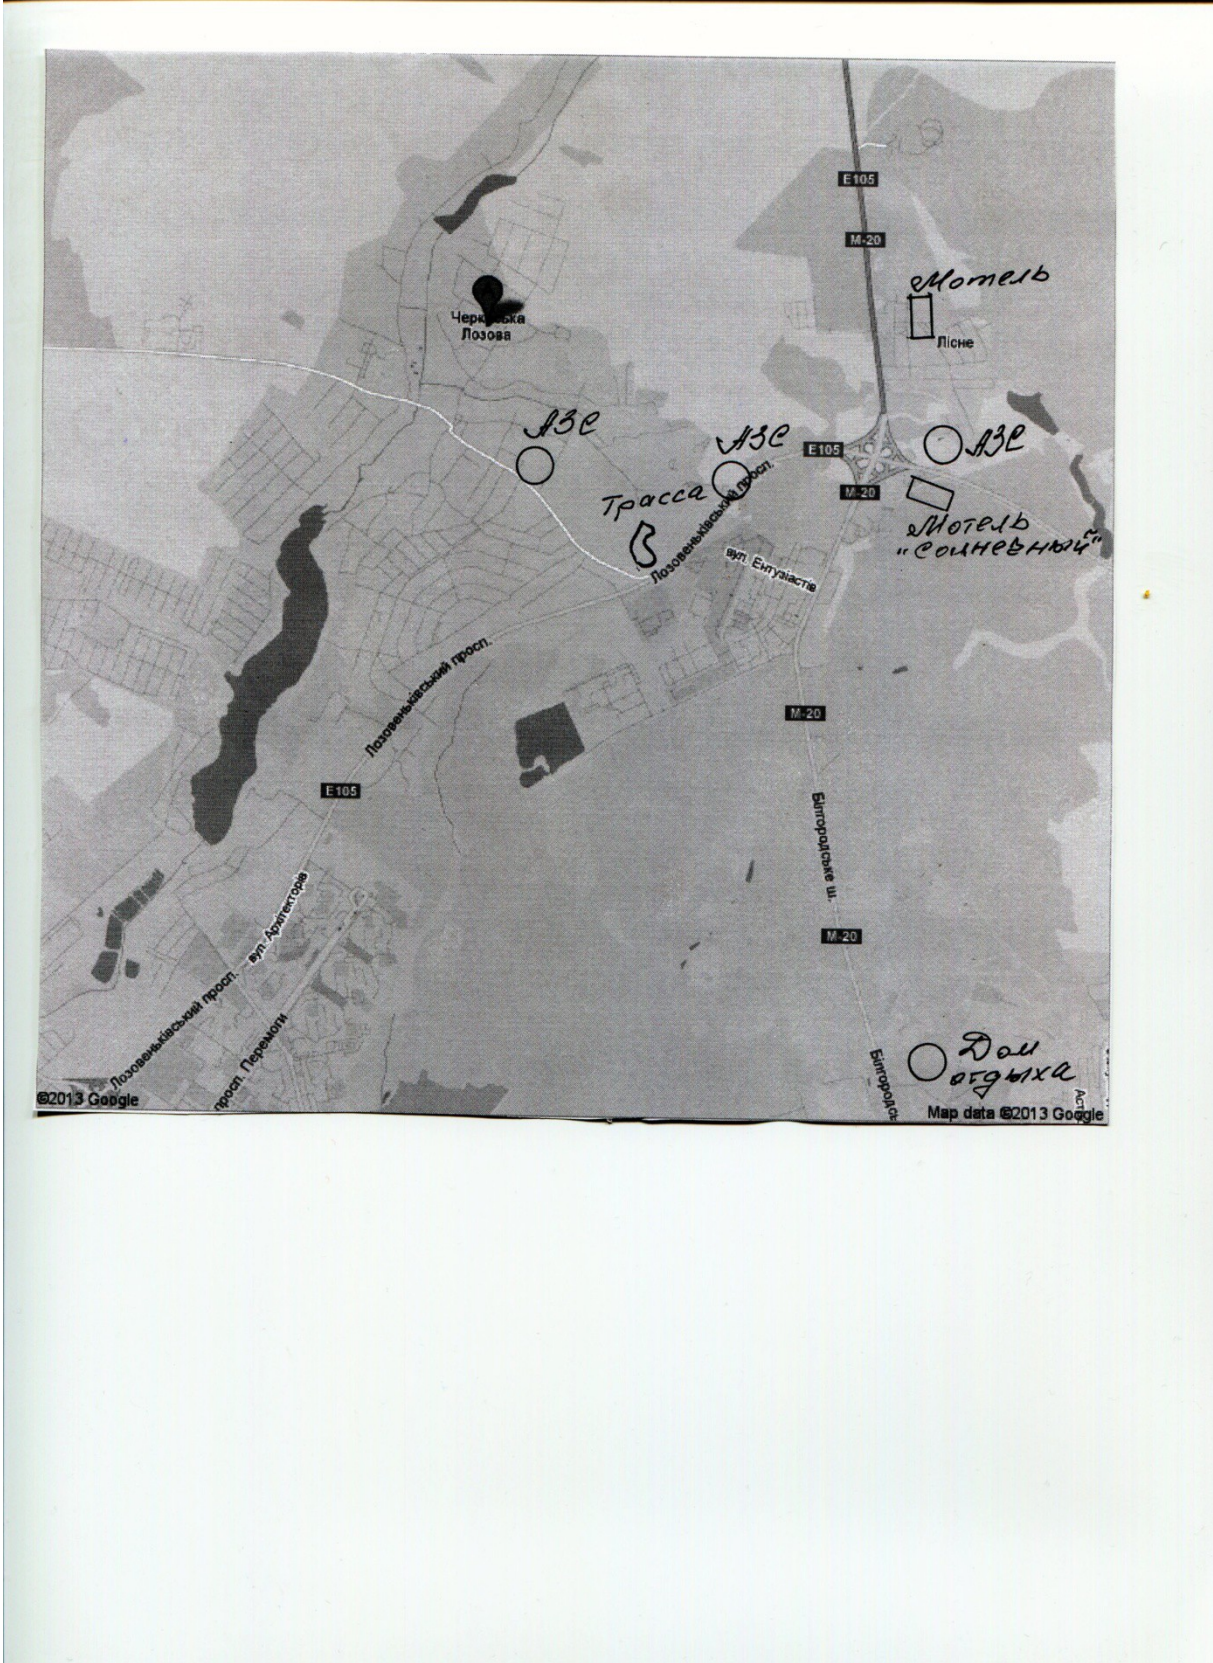 E105
M-20
Мотель
Лісне
Черкаська
Лозова
АЗС
АЗС
E105
АЗС
M-20
Трасса
Мотель
"Солнечный"
Лозовеньківський просп.
вул. Ентузіастів
Лозовеньківський просп.
M-20
E105
Білгородське ш.
вул. Архітекторів
M-20
Лозовеньківський просп.
просп. Перемоги
Дом
отдыха
Білгородсь
Аст
©2013 Google
Map data ©2013 Google